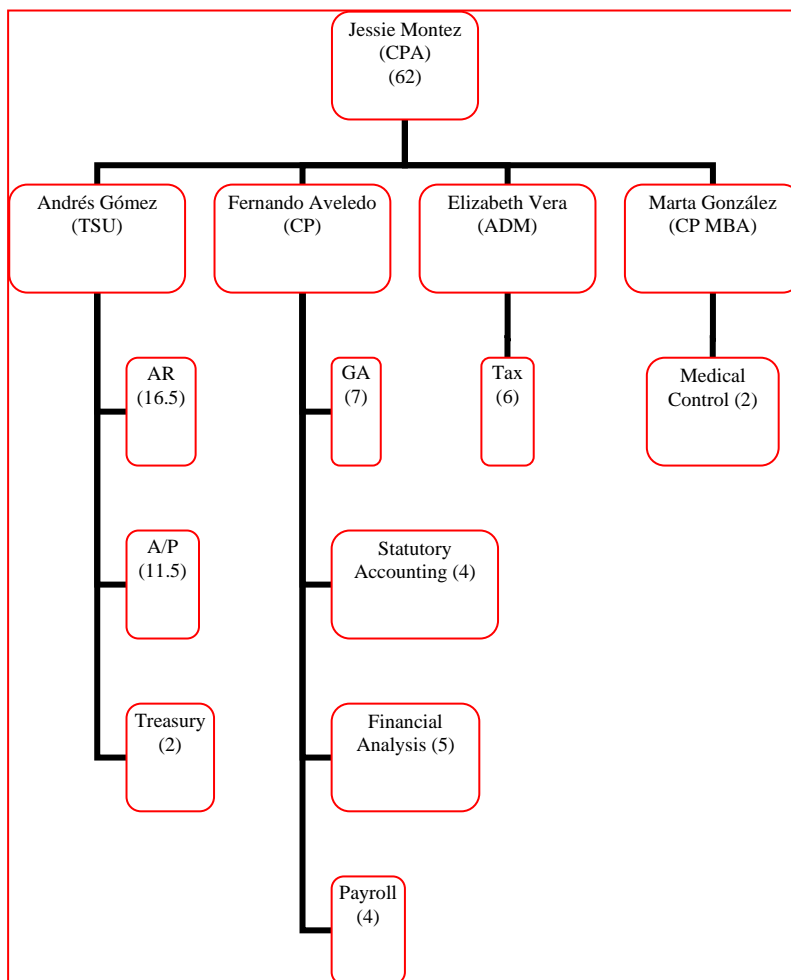 Jessie Montez
(CPA)
(62)
Andrés Gómez
(TSU)
Fernando Aveledo
(CP)
Elizabeth Vera
(ADM)
Marta González
(CP MBA)
AR
(16.5)
GA
(7)
Tax
(6)
Medical
Control (2)
A/P
(11.5)
Statutory
Accounting (4)
Treasury
(2)
Financial
Analysis (5)
Payroll
(4)